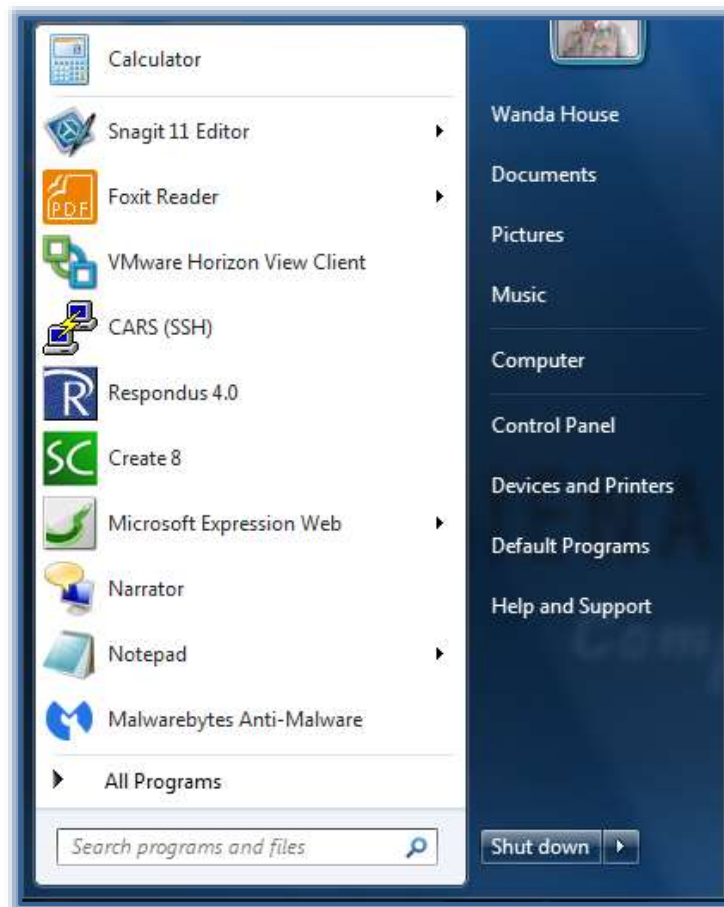 Calculator
Snagit 11 Editor
Foxit Reader
PDF
VMware Horizon View Client
CARS (SSH)
R
Respondus 4.0
SC
Create 8
Microsoft Expression Web
Narrator
Notepad
Malwarebytes Anti-Malware
All Programs
Search programs and files
Wanda House
Documents
Pictures
Music
Computer
Control Panel
Devices and Printers
Default Programs
Help and Support
Shut down